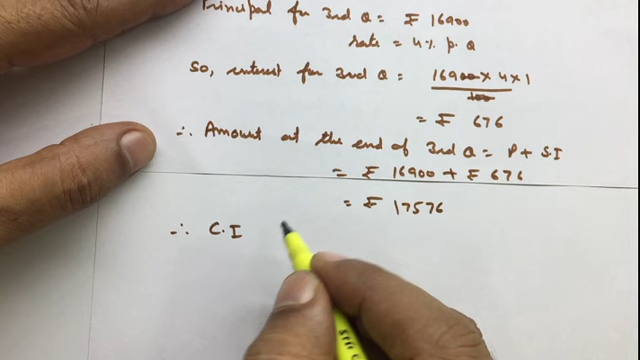 Principal for 3rd Q = ₹ 16900
rate = 4% p. Q
So, interest for 3rd Q = 16900 x 4 x 1
100
= ₹ 676
∴ Amount at the end of 3rd Q = P + S.I
= ₹ 16900 + ₹ 676
= ₹ 17576
∴ C.I